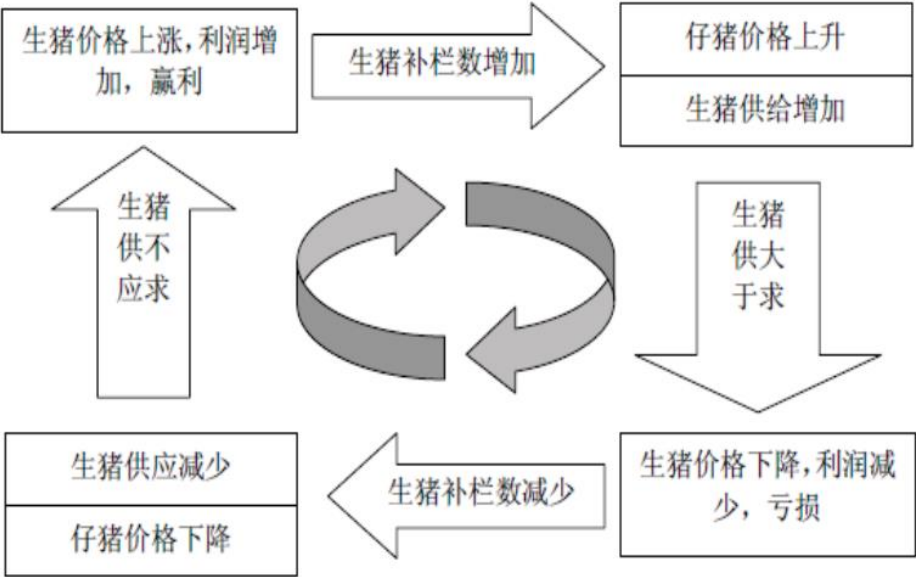 生猪价格上涨,利润增
加，赢利
生猪补栏数增加
仔猪价格上升
生猪供给增加
生猪
供不
应求
生猪
供大
于求
生猪供应减少
仔猪价格下降
生猪补栏数减少
生猪价格下降,利润减
少，亏损